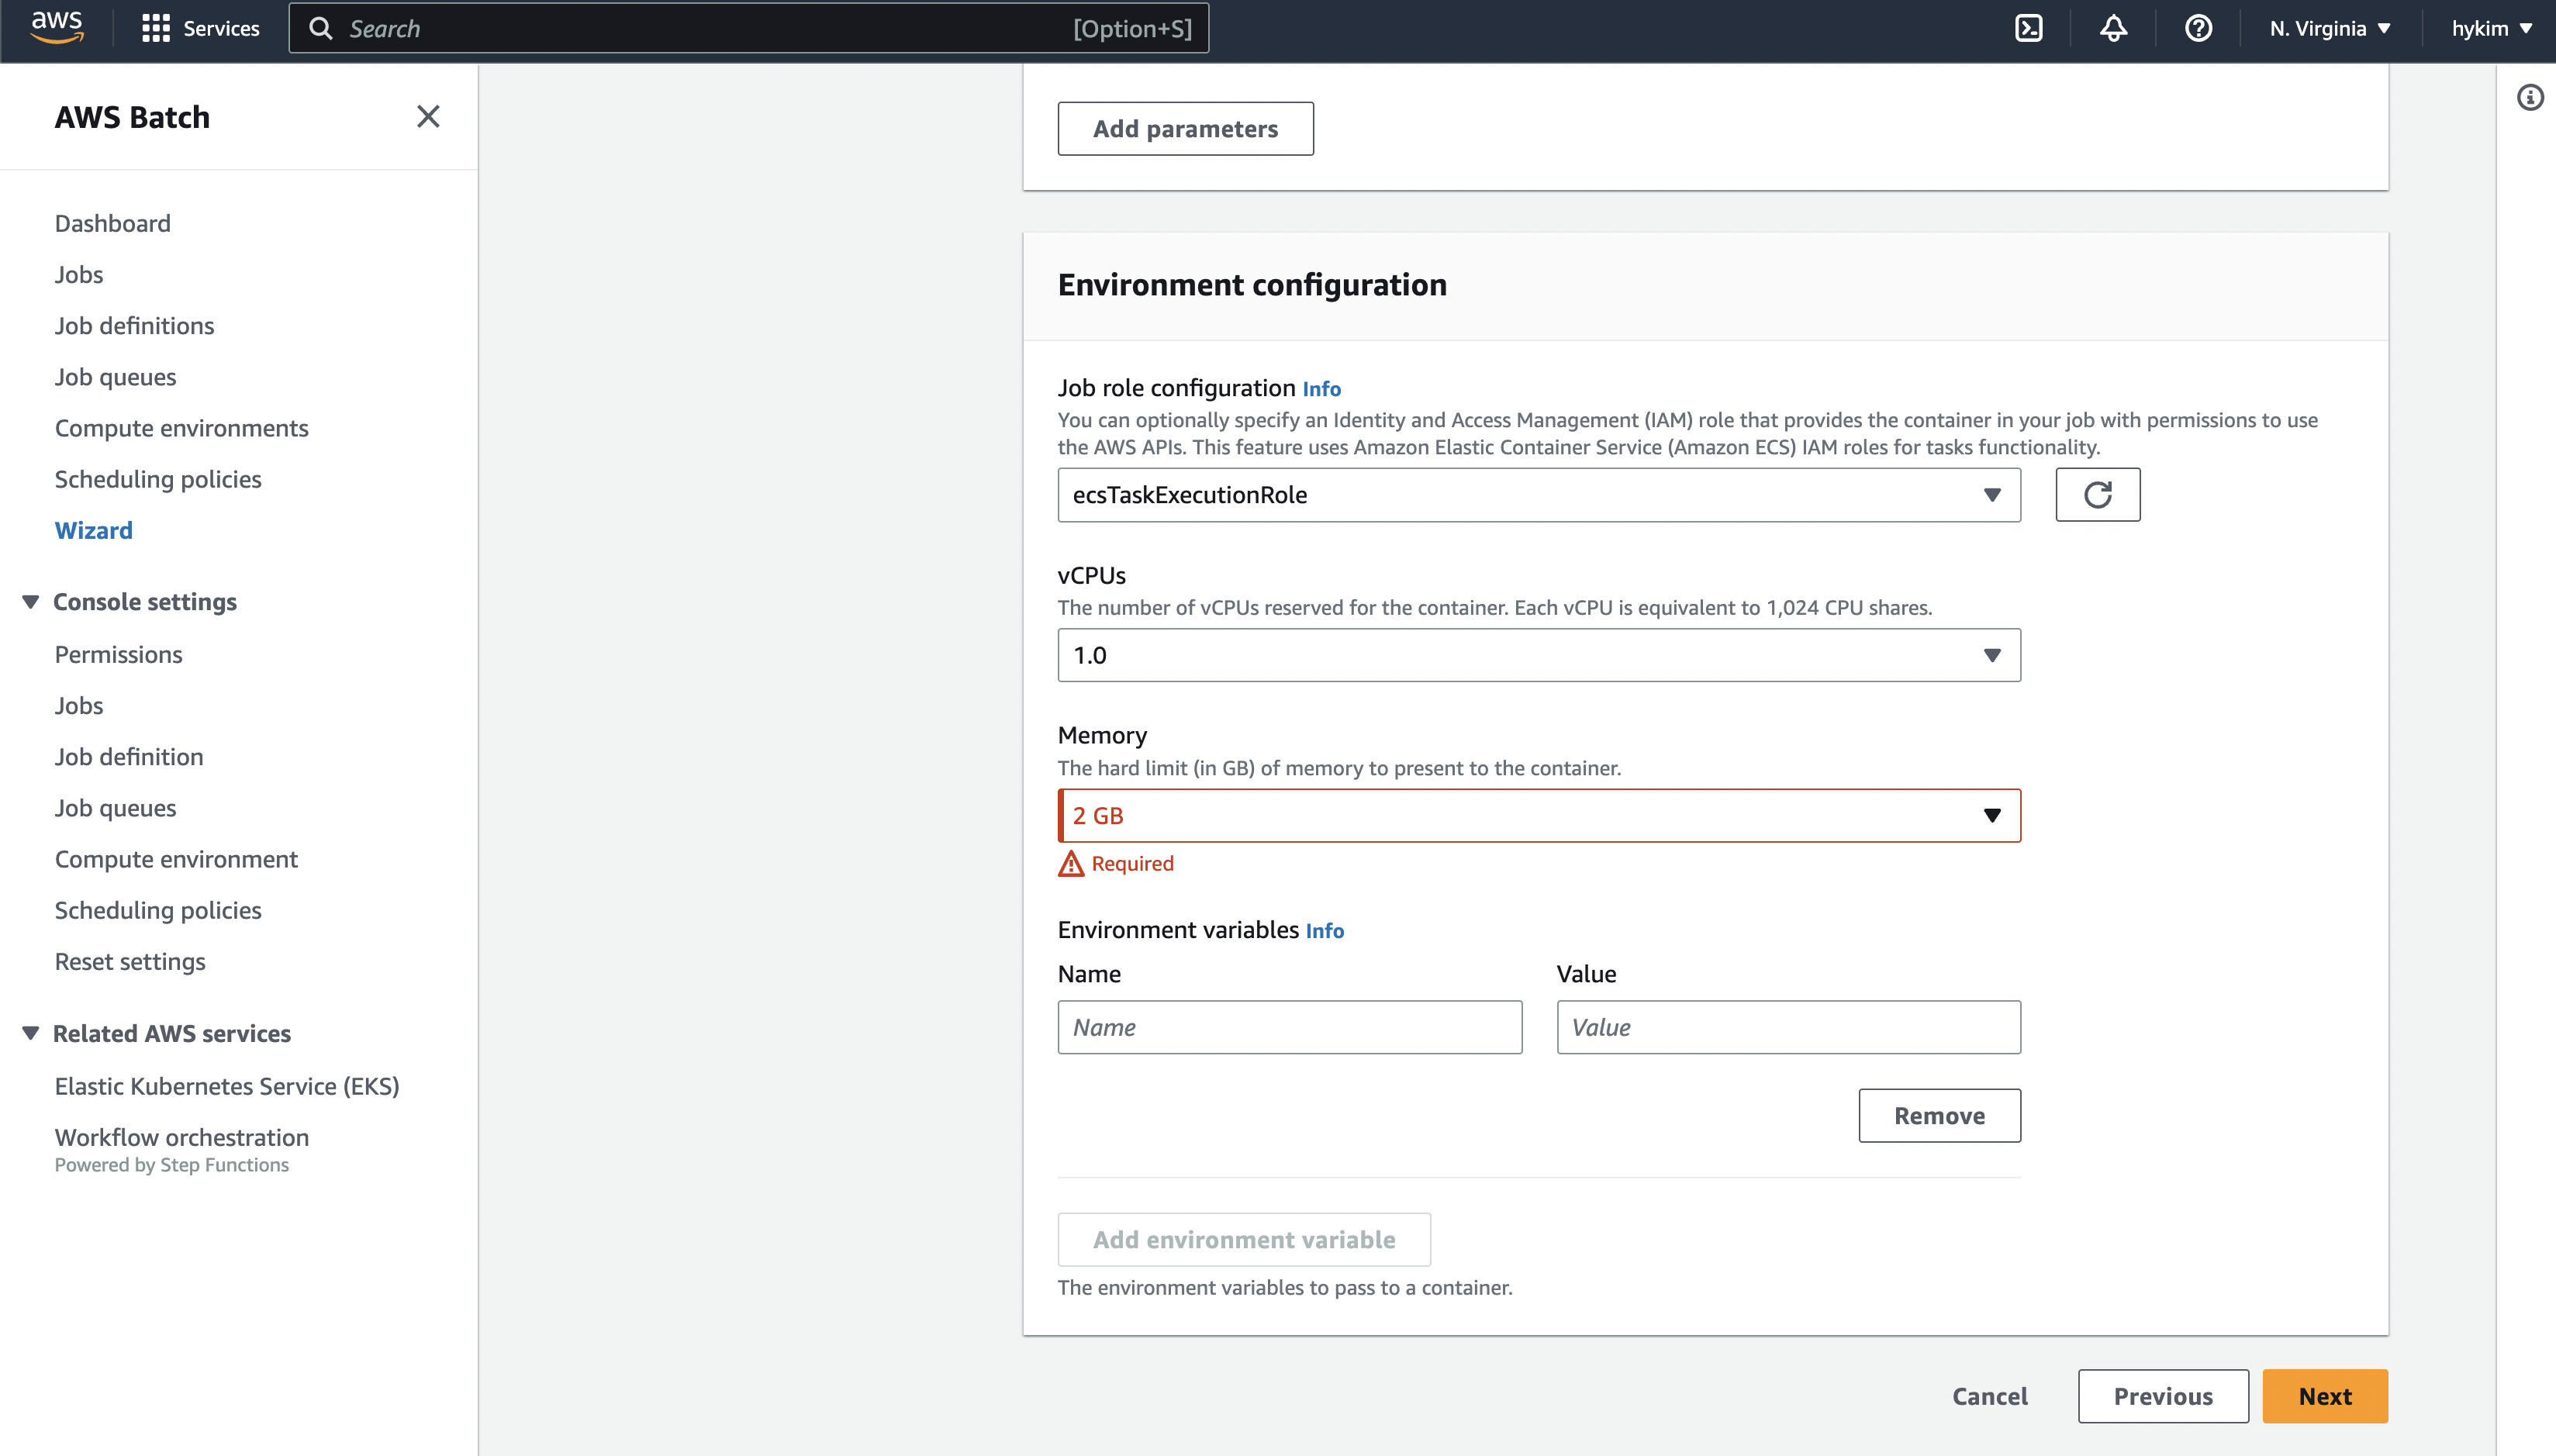 aws
Services
Search
[Option+S]
N. Virginia
hykim
AWS Batch
Dashboard
Jobs
Job definitions
Job queues
Compute environments
Scheduling policies
Wizard
Console settings
Permissions
Jobs
Job definition
Job queues
Compute environment
Scheduling policies
Reset settings
Related AWS services
Elastic Kubernetes Service (EKS)
Workflow orchestration
Powered by Step Functions
Add parameters
Environment configuration
Job role configuration Info
You can optionally specify an Identity and Access Management (IAM) role that provides the container in your job with permissions to use
the AWS APIs. This feature uses Amazon Elastic Container Service (Amazon ECS) IAM roles for tasks functionality.
ecsTaskExecutionRole
vCPUs
The number of vCPUs reserved for the container. Each vCPU is equivalent to 1,024 CPU shares.
1.0
Memory
The hard limit (in GB) of memory to present to the container.
2 GB
Required
Environment variables Info
Name
Value
Name
Value
Remove
Add environment variable
The environment variables to pass to a container.
Cancel
Previous
Next